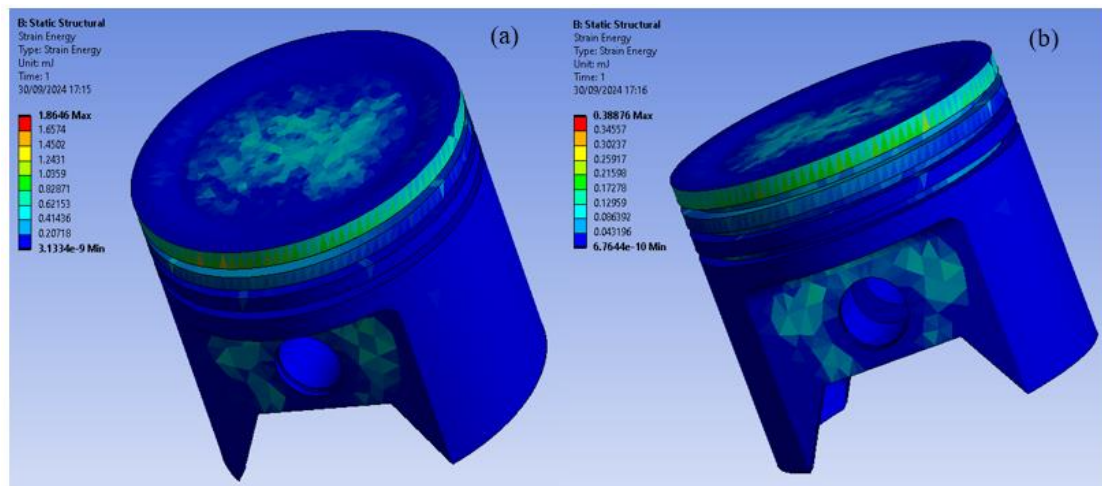 B: Static Structural
Strain Energy
Type: Strain Energy
Unit: mJ
Time: 1
30/09/2024 17:15
1.8646 Max
1.6574
1.4502
1.2431
1.0359
0.82871
0.62153
0.41436
0.20718
3.1334e-9 Min
(a)
B: Static Structural
Strain Energy
Type: Strain Energy
Unit: mJ
Time: 1
30/09/2024 17:16
0.38876 Max
0.34557
0.30237
0.25917
0.21598
0.17278
0.12959
0.086392
0.043196
6.7644e-10 Min
(b)